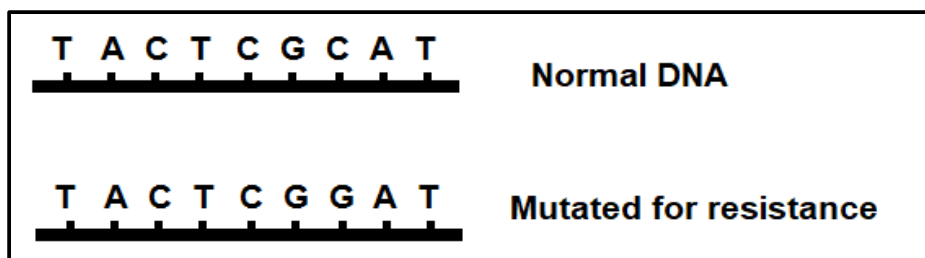 T A C T C G C A T
Normal DNA
T A C T C G G A T
Mutated for resistance